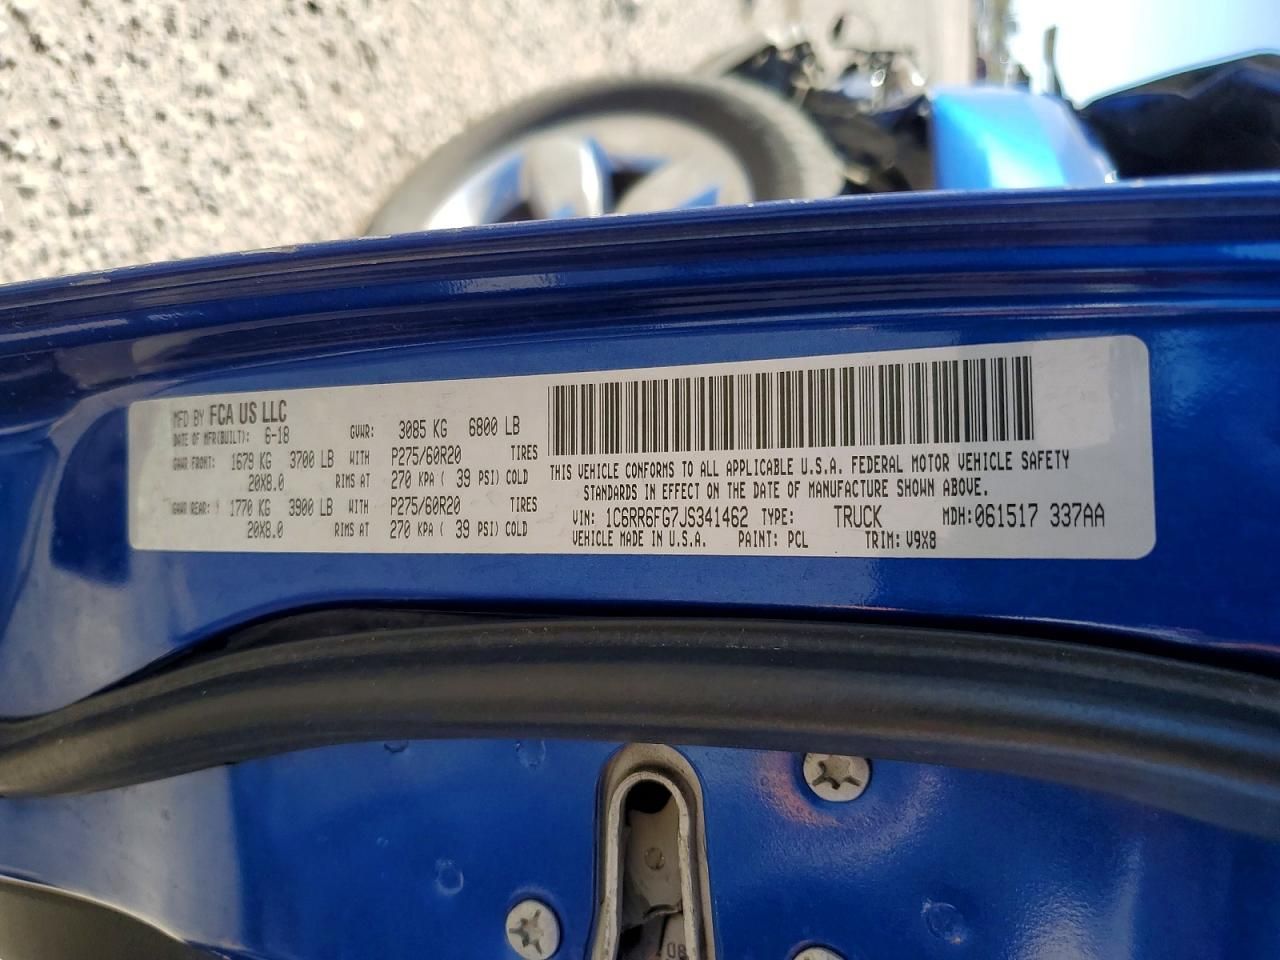 MFD BY FCA US LLC
DATE OF MFR(BUILT): 6-18 GVWR: 3085 KG 6800 LB
GAWR FRONT: 1679 KG 3700 LB WITH P275/60R20 TIRES
20X8.0 RIMS AT 270 KPA ( 39 PSI) COLD
GAWR REAR: 1770 KG 3900 LB WITH P275/60R20 TIRES
20X8.0 RIMS AT 270 KPA ( 39 PSI) COLD
THIS VEHICLE CONFORMS TO ALL APPLICABLE U.S.A. FEDERAL MOTOR VEHICLE SAFETY
STANDARDS IN EFFECT ON THE DATE OF MANUFACTURE SHOWN ABOVE.
VIN: 1C6RR6FG7JS341462 TYPE: TRUCK MDH:061517 337AA
VEHICLE MADE IN U.S.A. PAINT: PCL TRIM: V9X8
08